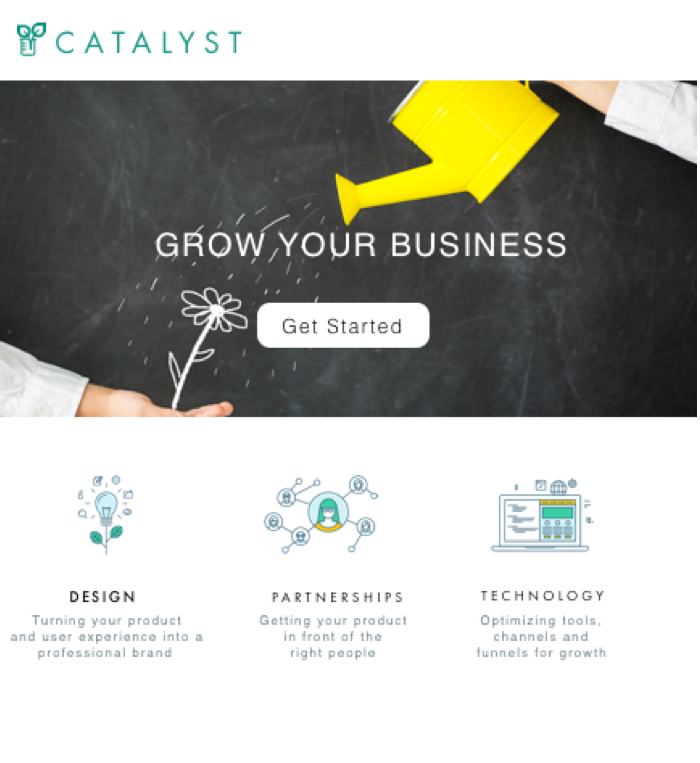 CATALYST
GROW YOUR BUSINESS
Get Started
DESIGN
Turning your product
and user experience into a
professional brand
PARTNERSHIPS
Getting your product
in front of the
right people
TECHNOLOGY
Optimizing tools,
channels and
funnels for growth